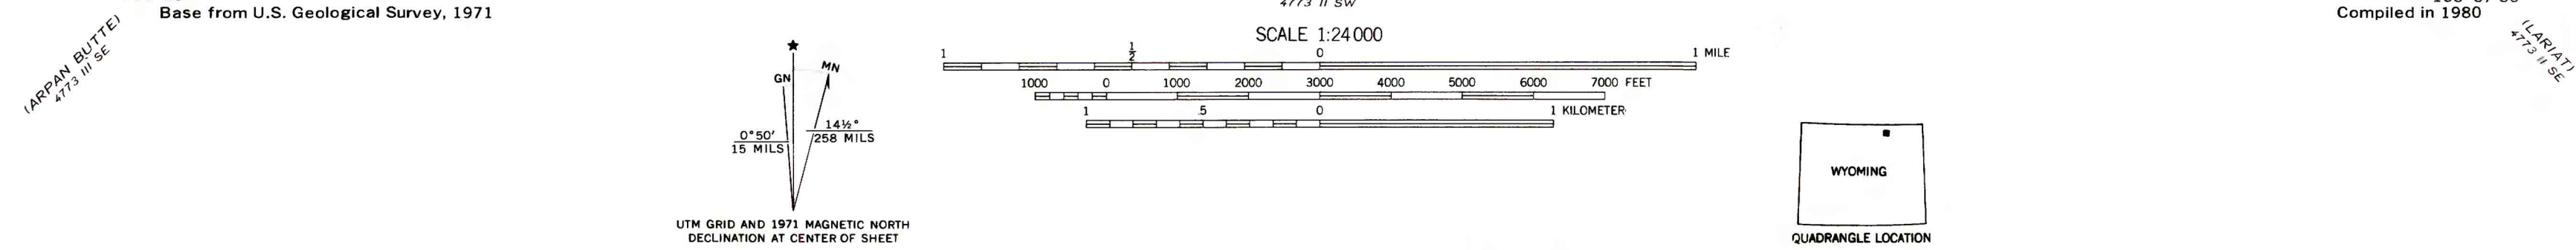 Base from U.S. Geological Survey, 1971
(ARPAN BUTTE)
4773 III SE
★
GN
MN
0°50'
15 MILS
14½°
258 MILS
UTM GRID AND 1971 MAGNETIC NORTH
DECLINATION AT CENTER OF SHEET
4773 II SW
SCALE 1:24 000
1 ½ 0 1 MILE
1000 0 1000 2000 3000 4000 5000 6000 7000 FEET
1 .5 0 1 KILOMETER
WYOMING
QUADRANGLE LOCATION
Compiled in 1980
(LARIAT)
4773 II SE